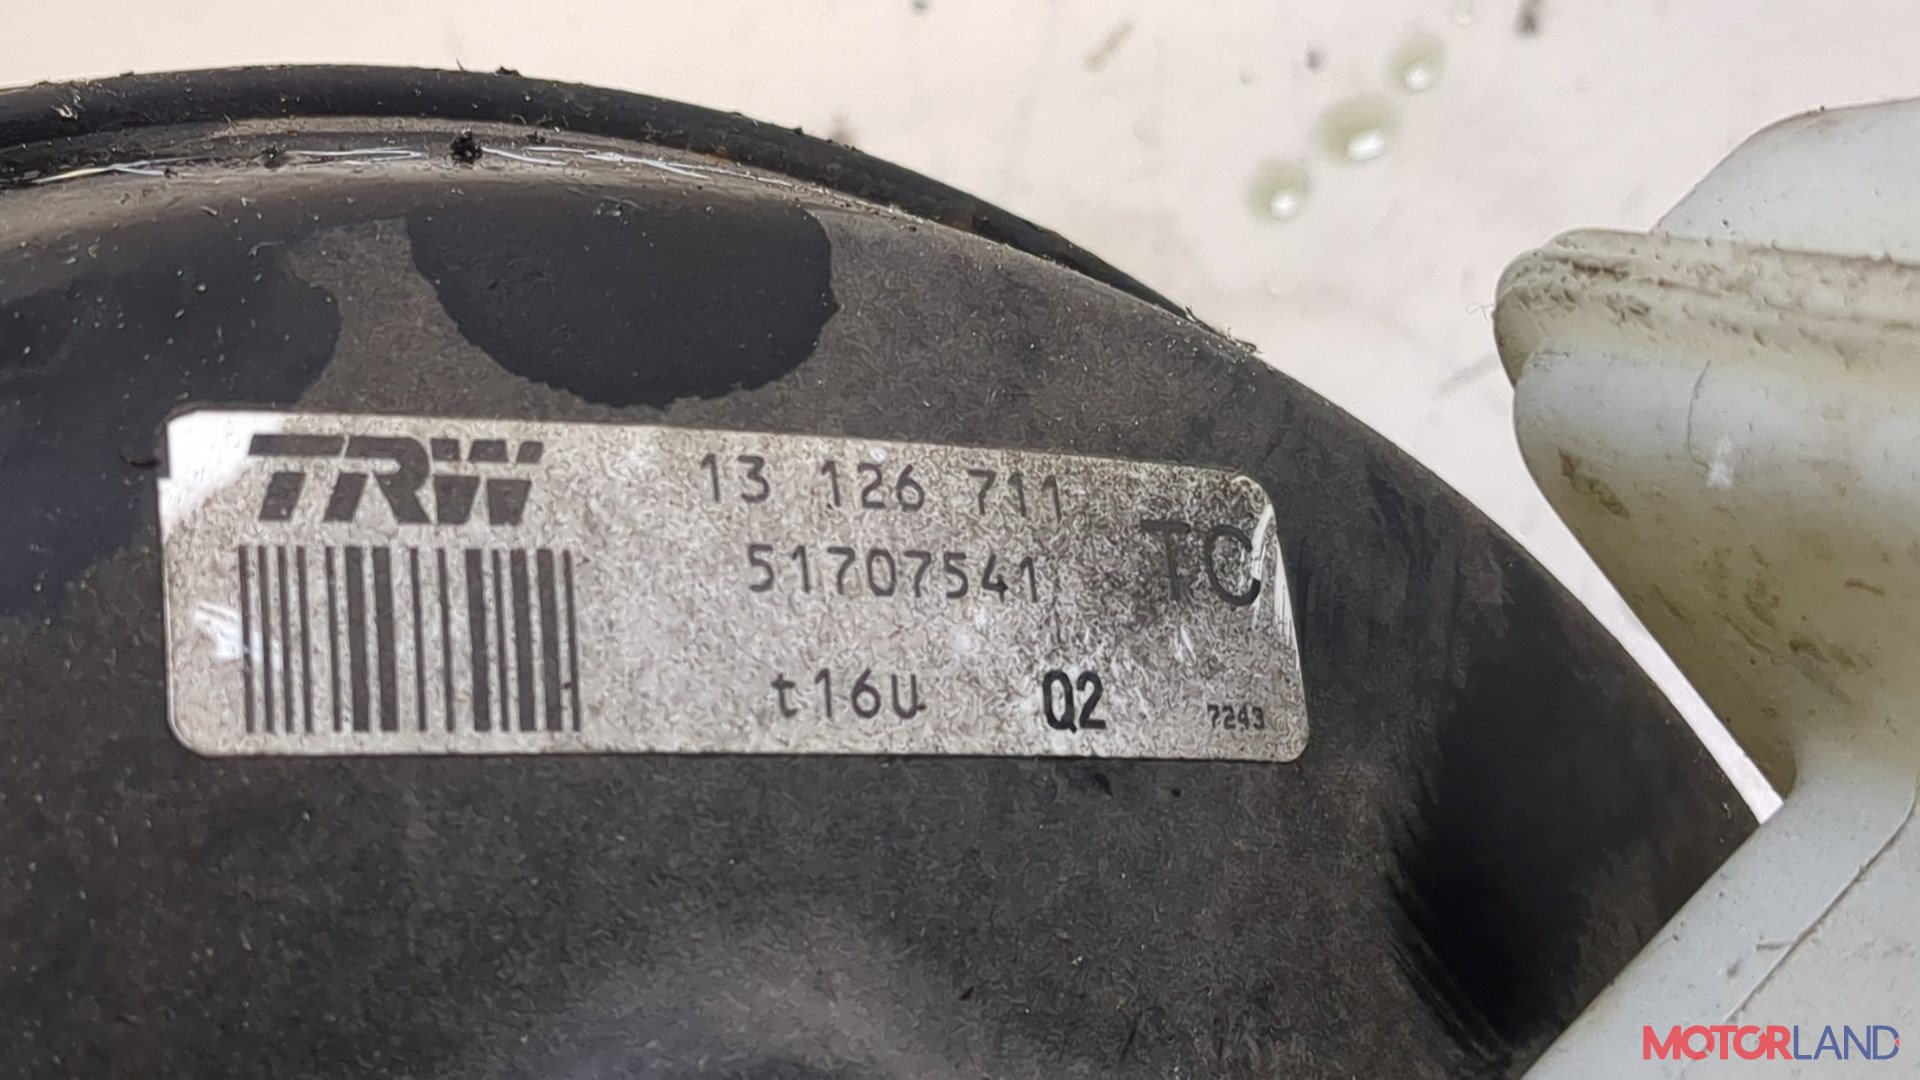 TRW
13 126 711
51707541
TC
t16u
Q2
7243
MOTORLAND